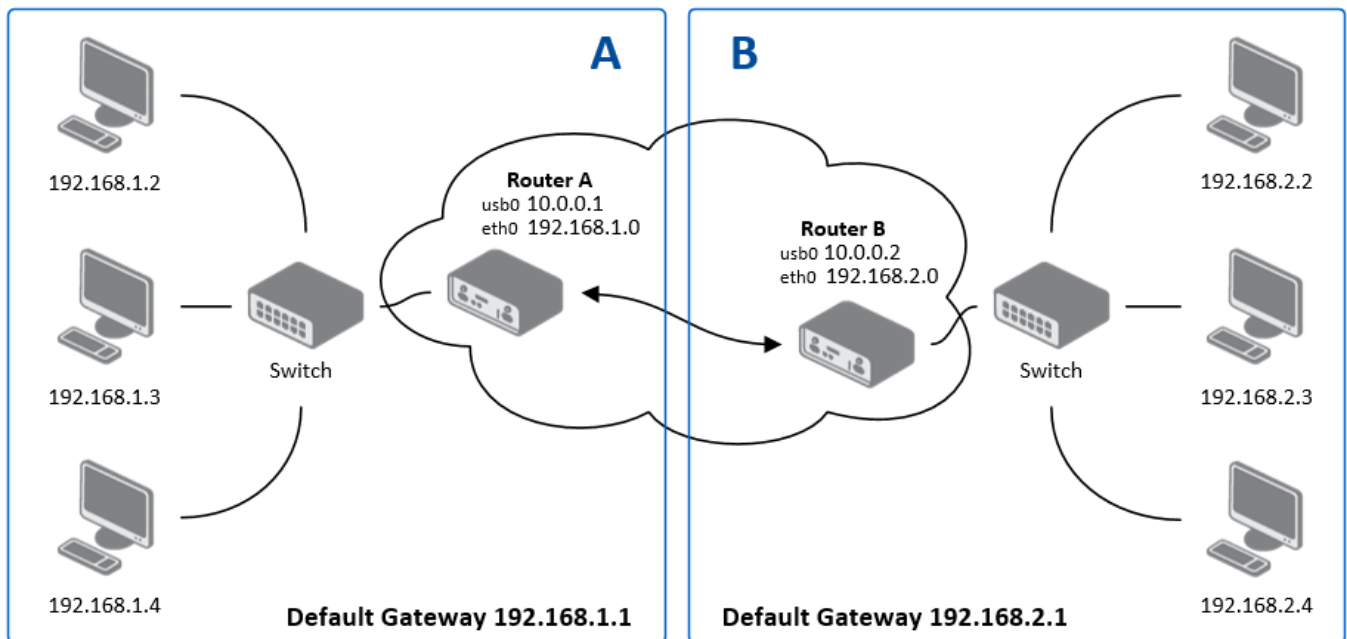 A
B
192.168.1.2
192.168.2.2
Router A
usb0 10.0.0.1
eth0 192.168.1.0
Router B
usb0 10.0.0.2
eth0 192.168.2.0
Switch
Switch
192.168.1.3
192.168.2.3
192.168.1.4
Default Gateway 192.168.1.1
Default Gateway 192.168.2.1
192.168.2.4